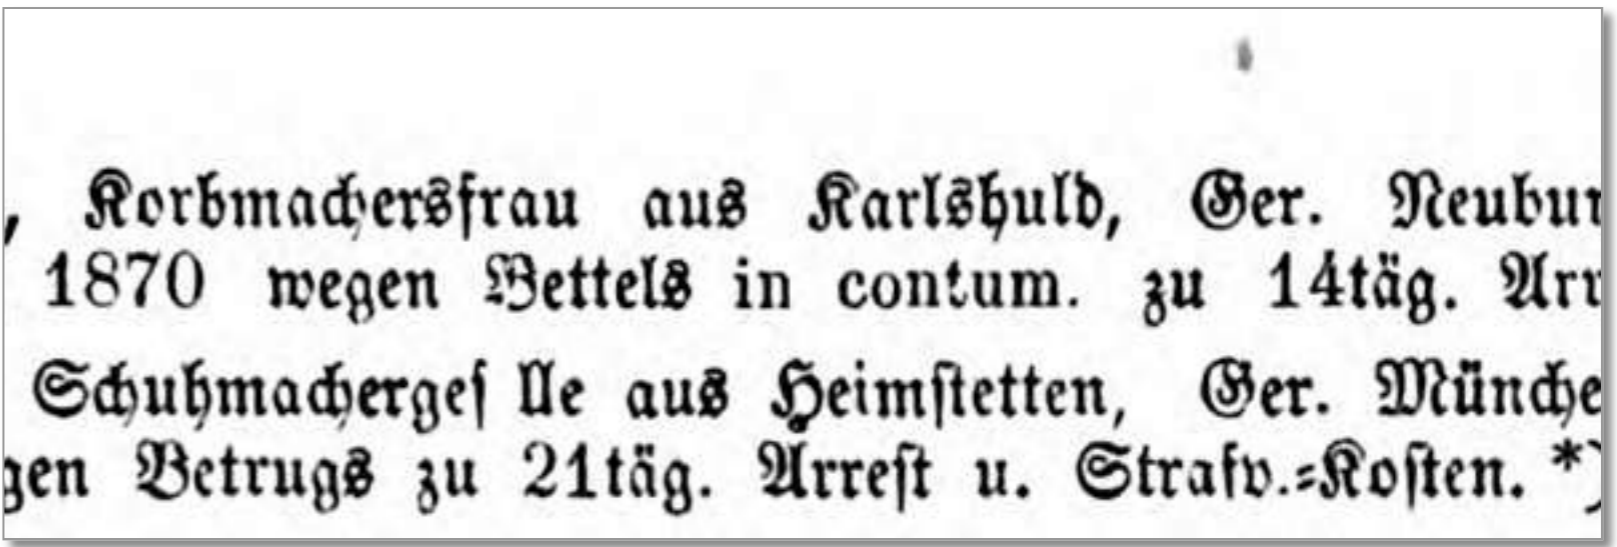 , Korbmachersfrau aus Karlshuld, Ger. Neubur
1870 wegen Bettels in contum. zu 14täg. Arr
Schuhmachergeſ lle aus Heimſtetten, Ger. Münche
gen Betrugs zu 21täg. Arreſt u. Strafv.⸗Koſten. *)